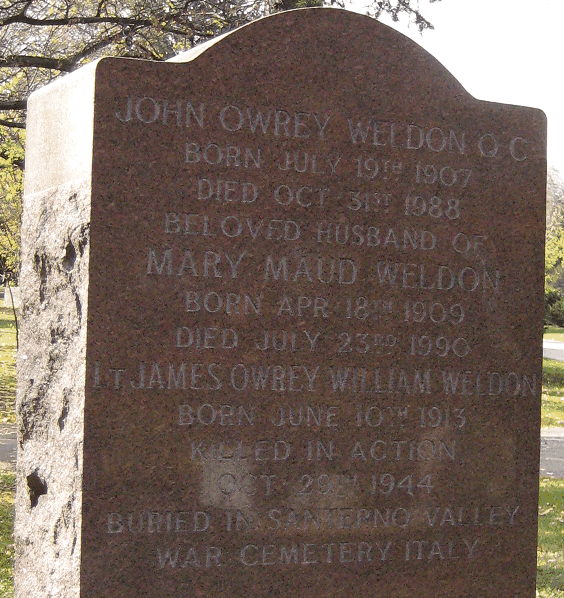 JOHN OWREY WELDON Q.C.
BORN JULY 19TH 1907
DIED OCT 31ST 1988
BELOVED HUSBAND OF
MARY MAUD WELDON
BORN APR 18TH 1909
DIED JULY 23RD 1990
LT. JAMES OWREY WILLIAM WELDON
BORN JUNE 10TH 1913
KILLED IN ACTION
OCT 29TH 1944
BURIED IN SANTERNO VALLEY
WAR CEMETERY ITALY